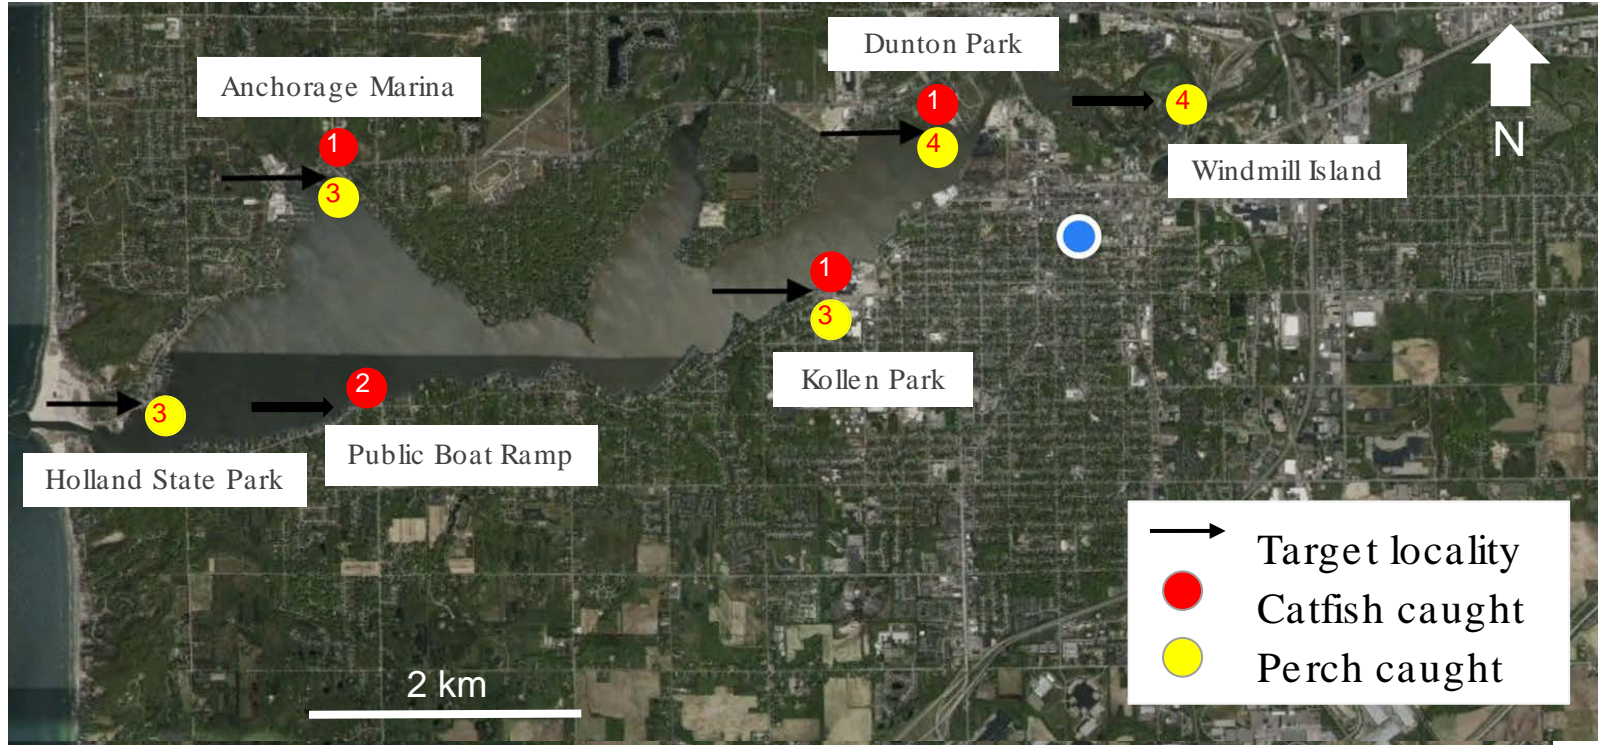 Dunton Park
Anchorage Marina
1
4
1
4
N
Windmill Island
3
1
3
Kollen Park
2
3
Public Boat Ramp
Holland State Park
Target locality
Catfish caught
Perch caught
2 km